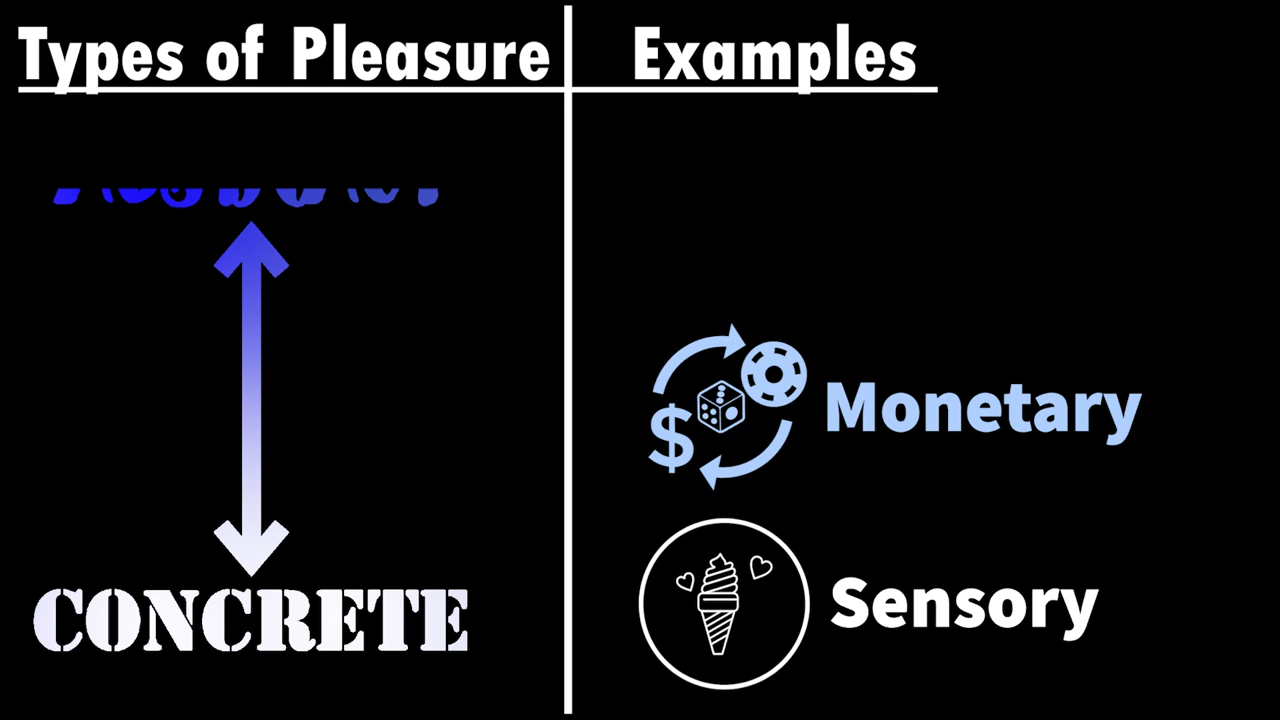 Types of Pleasure
Examples
Monetary
$
CONCRETE
Sensory